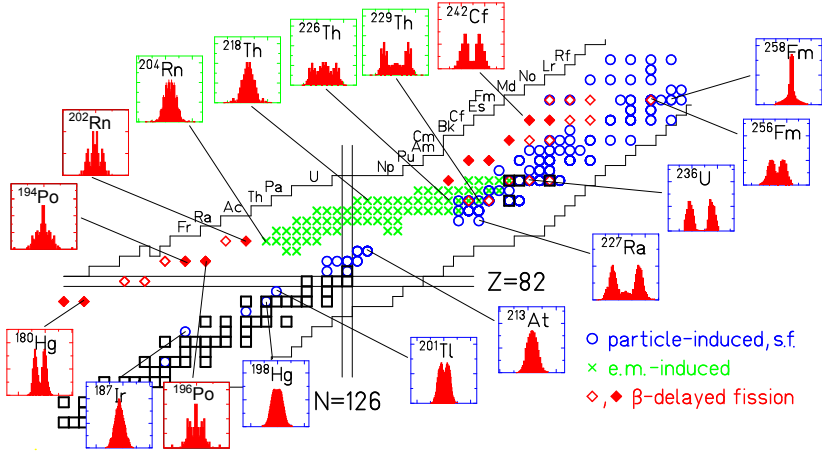 ²²⁶Th
²²⁹Th
²⁴²Cf
²¹⁸Th
²⁰⁴Rn
²⁵⁸Fm
Rf
Lr
No
Md
Fm
Es
Cf
Bk
²⁰²Rn
²⁵⁶Fm
Cm
Am
Pu
Np
U
Pa
Th
Ac
Ra
Fr
²³⁶U
¹⁹⁴Po
²²⁷Ra
Z=82
²¹³At
¹⁸⁰Hg
particle-induced, s.f.
²⁰¹Tl
e.m.-induced
¹⁹⁸Hg
¹⁸⁷Ir
¹⁹⁶Po
N=126
, β-delayed fission